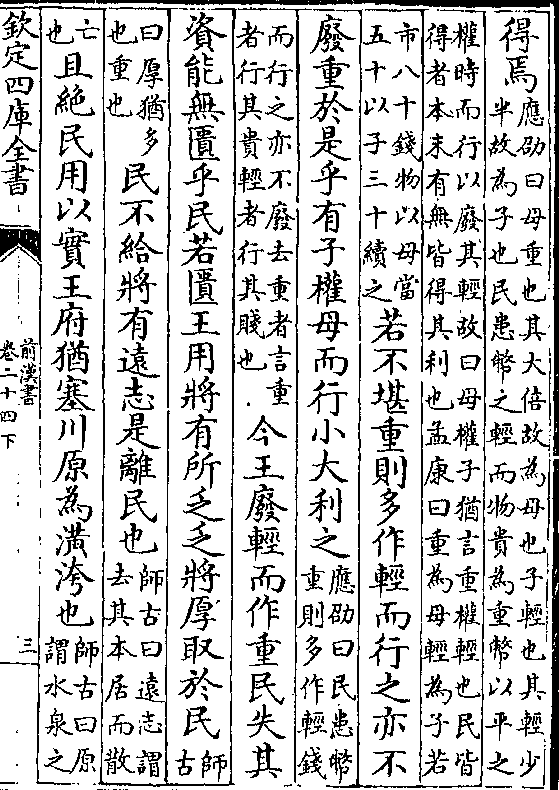 得焉應劭曰母重也其大倍故為母也子輕也其輕少半故為子也民患幣之輕而物貴為重幣以平之
權時而行以廢其輕故曰母權子猶言重權輕也民皆得者本末有無皆得其利也孟康曰重為母輕為子若
市八十錢物以母當五十以子三十續之若不堪重則多作輕而行之亦不
廢重於是乎有子權母而行小大利之應劭曰民患幣重則多作輕錢
而行之亦不廢去重者言重者行其貴輕者行其賤也今王廢輕而作重民失其
資能無匱乎民若匱王用將有所乏乏將厚取於民師古
曰厚猶多也重也民不給將有遠志是離民也師古曰遠志謂去其本居而散
亡也且絕民用以實王府猶塞川原為潢洿也師古曰原謂水泉之
欽定四庫全書
前漢書
卷二十四下
三